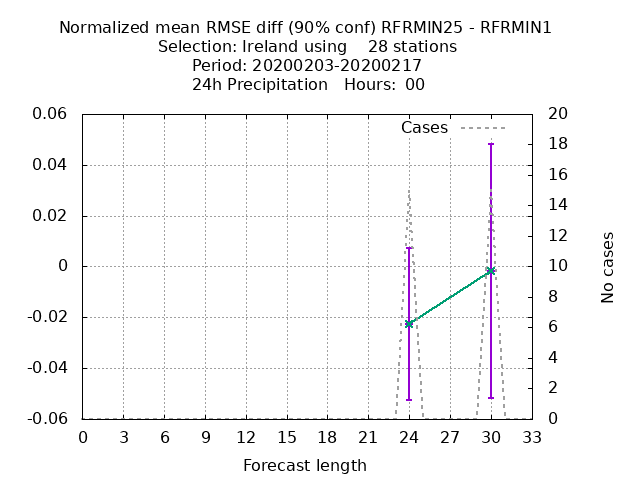 Normalized mean RMSE diff (90% conf) RFRMIN25 - RFRMIN1
Selection: Ireland using    28 stations
Period: 20200203-20200217
24h Precipitation   Hours:  00
Cases
0.06
0.04
0.02
0
-0.02
-0.04
-0.06
20
18
16
14
12
10
8
6
4
2
0
No cases
0 3 6 9 12 15 18 21 24 27 30 33
Forecast length